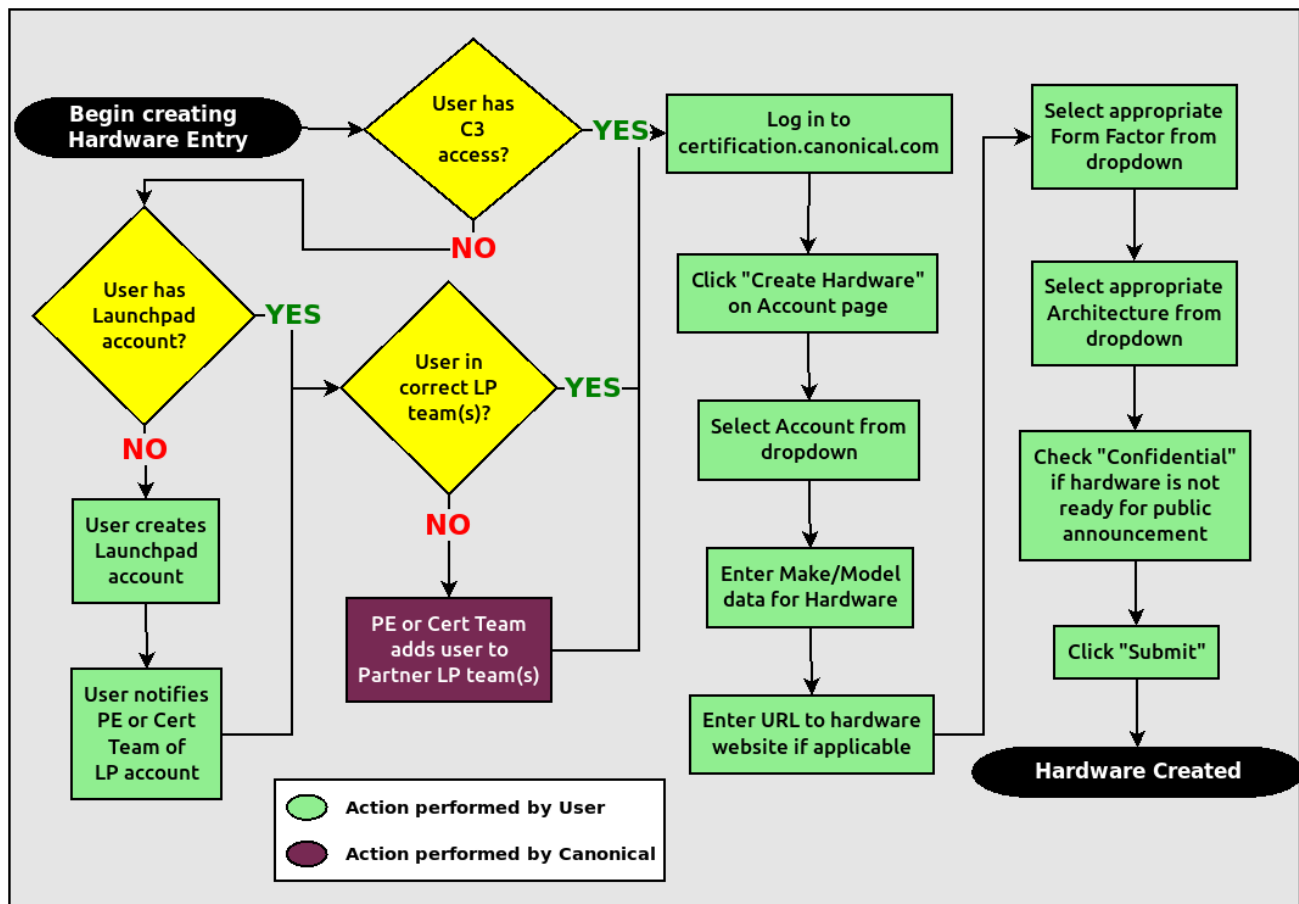 Begin creating
Hardware Entry
User has
C3
access?
YES
NO
User has
Launchpad
account?
YES
NO
User creates
Launchpad
account
User notifies
PE or Cert
Team of
LP account
User in
correct LP
team(s)?
YES
NO
PE or Cert Team
adds user to
Partner LP team(s)
Log in to
certification.canonical.com
Click "Create Hardware"
on Account page
Select Account from
dropdown
Enter Make/Model
data for Hardware
Enter URL to hardware
website if applicable
Select appropriate
Form Factor from
dropdown
Select appropriate
Architecture from
dropdown
Check "Confidential"
if hardware is not
ready for public
announcement
Click "Submit"
Hardware Created
Action performed by User
Action performed by Canonical